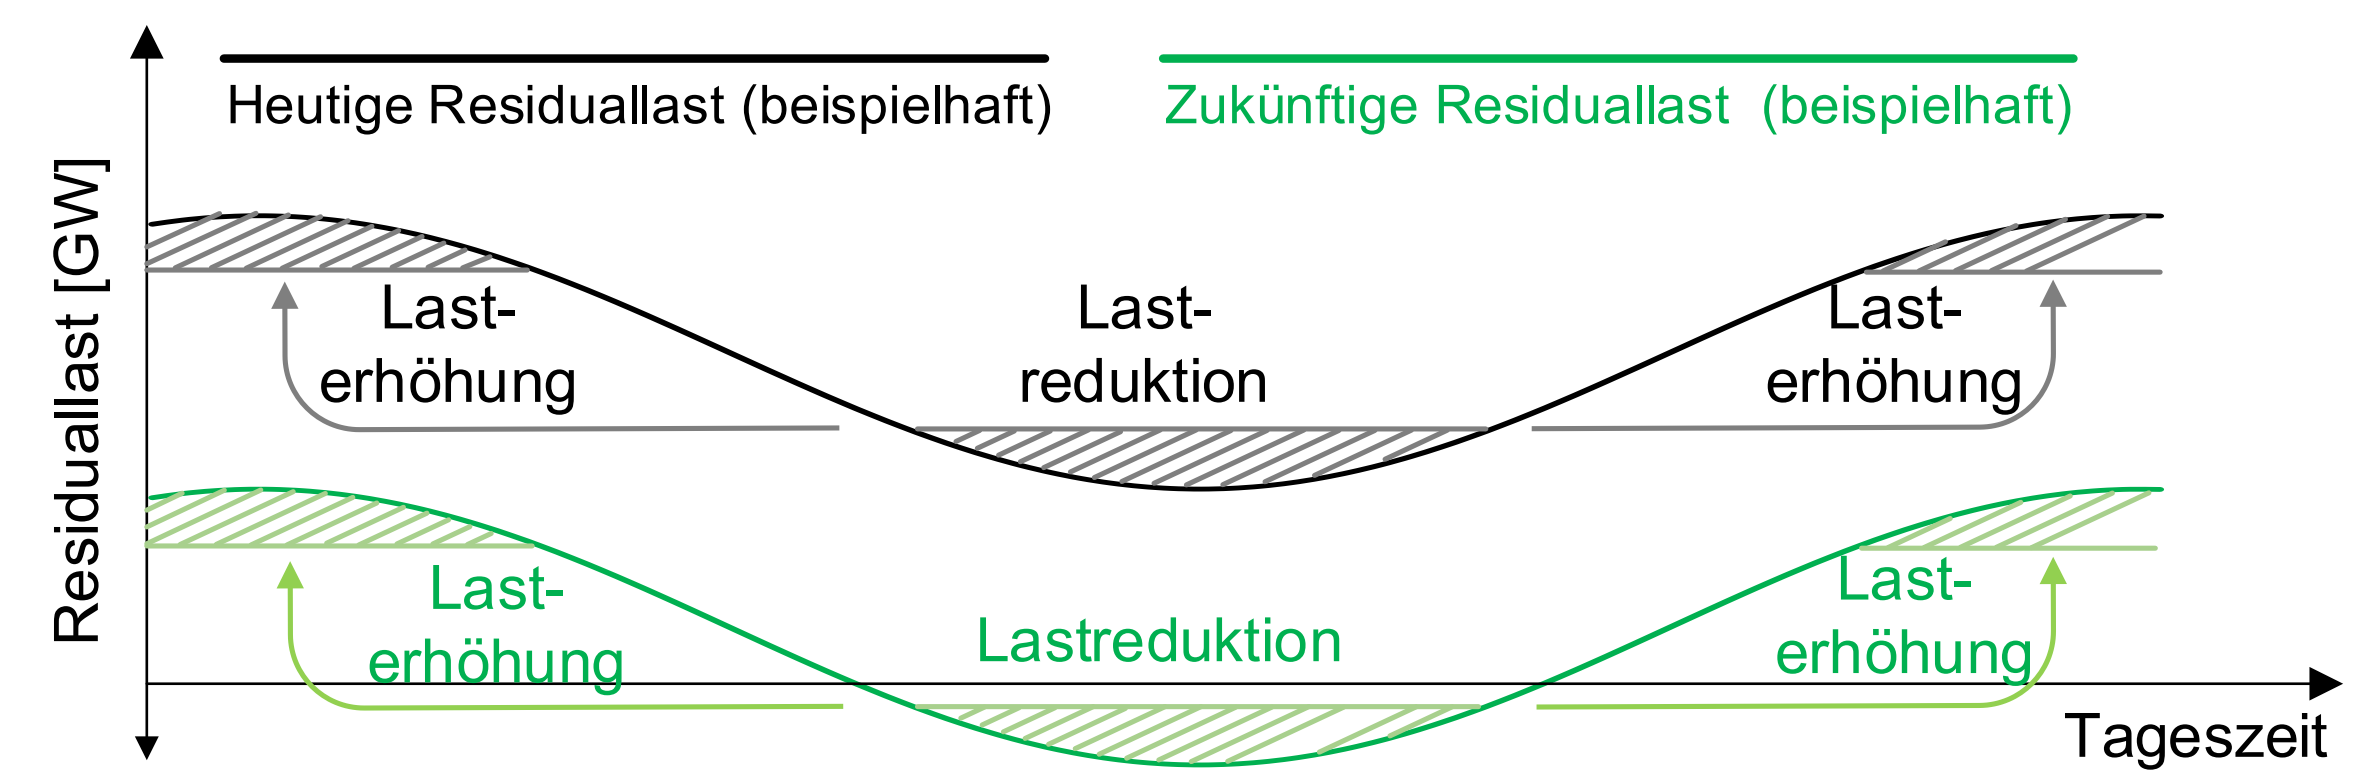 Heutige Residuallast (beispielhaft)
Zukünftige Residuallast (beispielhaft)
Residuallast [GW]
Last-
erhöhung
Last-
reduktion
Last-
erhöhung
Last-
erhöhung
Lastreduktion
Last-
erhöhung
Tageszeit